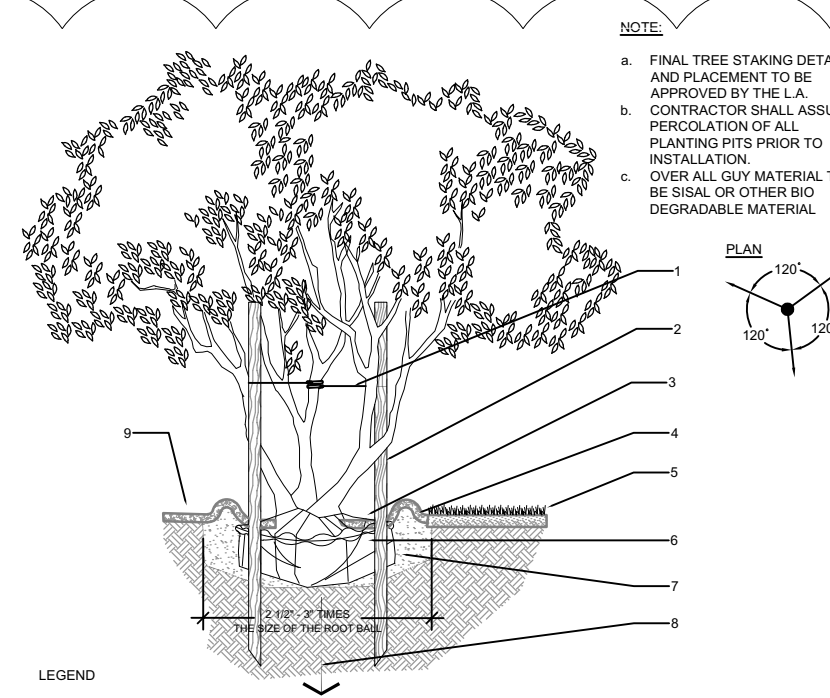 NOTE:
a. FINAL TREE STAKING DETA
AND PLACEMENT TO BE
APPROVED BY THE L.A.
b. CONTRACTOR SHALL ASSU
PERCOLATION OF ALL
PLANTING PITS PRIOR TO
INSTALLATION.
c. OVER ALL GUY MATERIAL T
BE SISAL OR OTHER BIO
DEGRADABLE MATERIAL
PLAN
120°
120°
120
1
2
3
4
5
6
7
8
9
2 1/2" - 3" TIMES
THE SIZE OF THE ROOT BALL
LEGEND